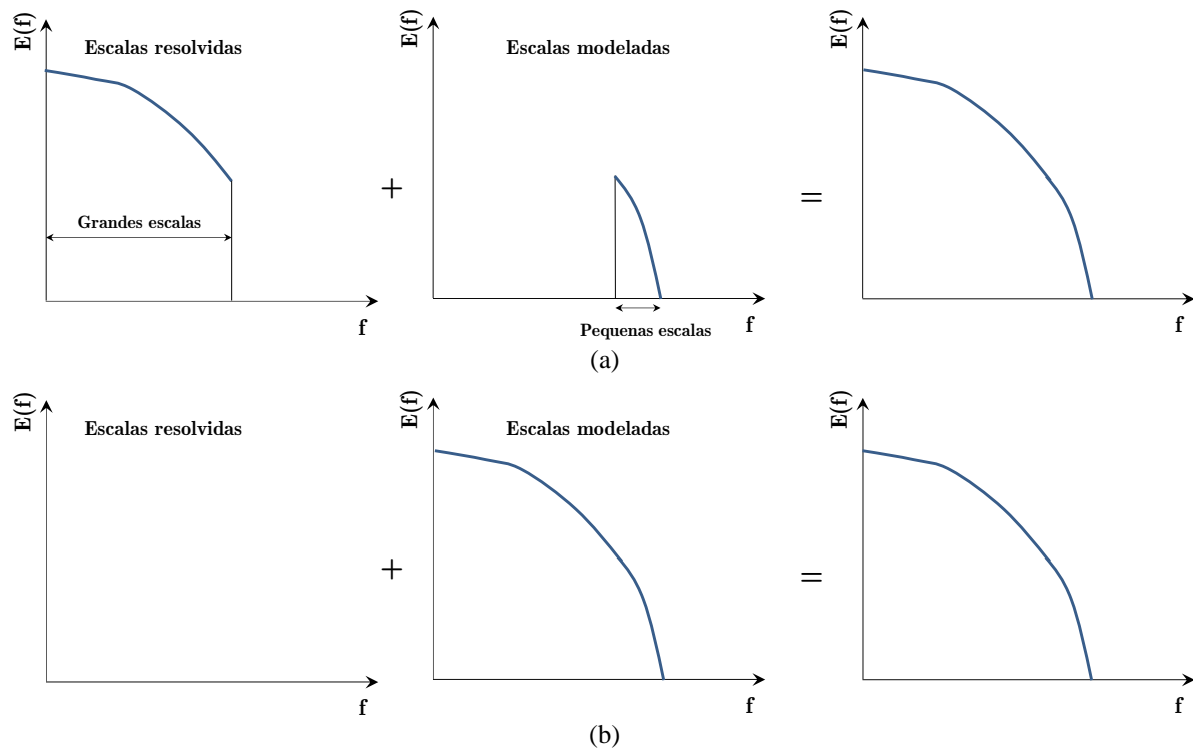 E(f)
Escalas resolvidas
Grandes escalas
f
+
E(f)
Escalas modeladas
Pequenas escalas
f
=
E(f)
f
(a)
E(f)
Escalas resolvidas
f
+
E(f)
Escalas modeladas
f
=
E(f)
f
(b)